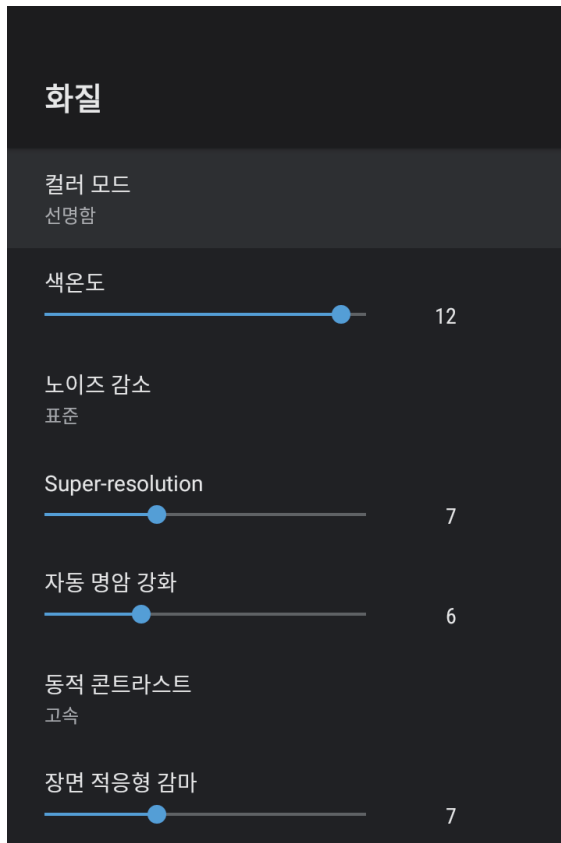 화질
컬러 모드
선명함
색온도
12
노이즈 감소
표준
Super-resolution
7
자동 명암 강화
6
동적 콘트라스트
고속
장면 적응형 감마
7